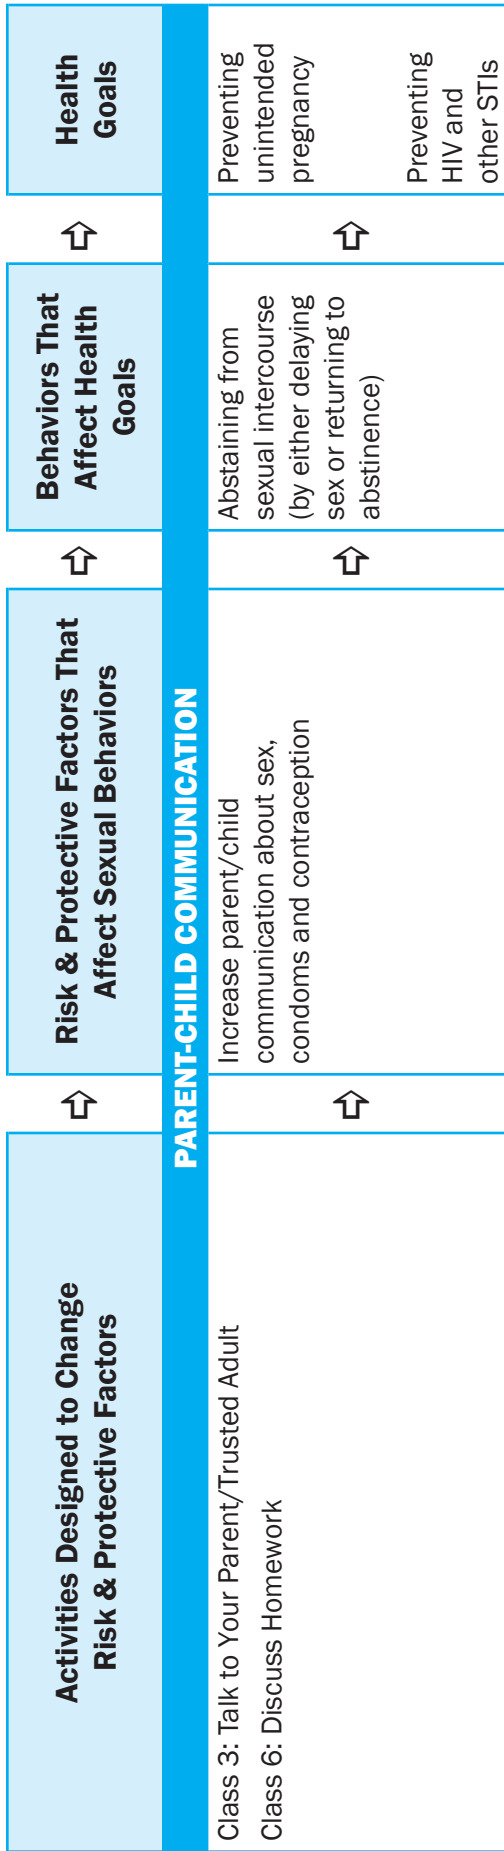 Activities Designed to Change
Risk & Protective Factors
Risk & Protective Factors That
Affect Sexual Behaviors
Behaviors That
Affect Health
Goals
Health
Goals
PARENT-CHILD COMMUNICATION
Class 3: Talk to Your Parent/Trusted Adult
Class 6: Discuss Homework
Increase parent/child
communication about sex,
condoms and contraception
Abstaining from
sexual intercourse
(by either delaying
sex or returning to
abstinence)
Preventing
unintended
pregnancy
Preventing
HIV and
other STIs